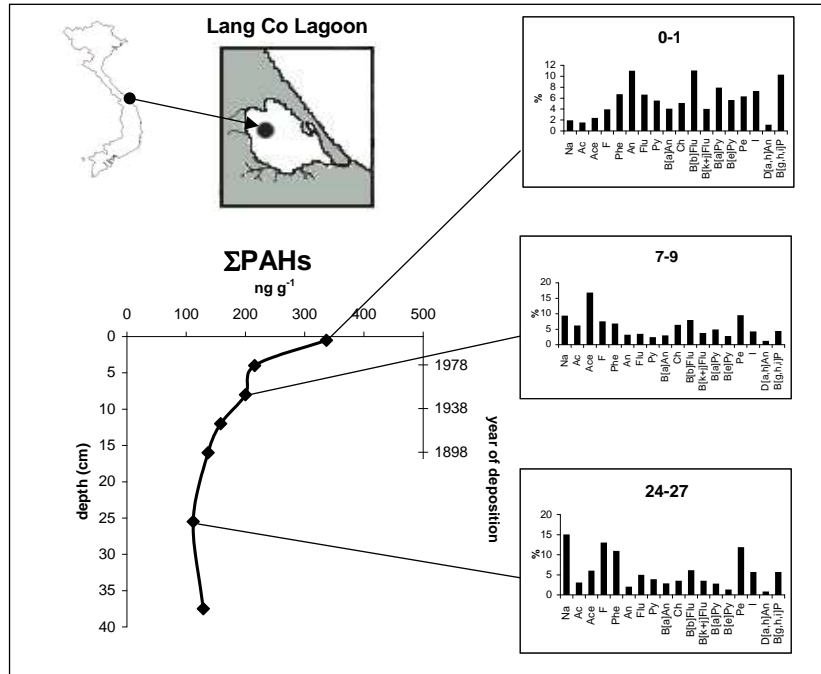 Lang Co Lagoon
ΣPAHs
ng g-1
0 100 200 300 400 500
0
5
10
15
20
25
30
35
40
depth (cm)
1978
1938
1898
year of deposition
0-1
12
10
8
6
4
2
0
%
Na
Ac
Ace
F
Phe
An
Flu
Py
B[a]An
Ch
B[b]Flu
B[k+j]Flu
B[a]Py
B[e]Py
Pe
I
D[a,h]An
B[g,h,i]P
7-9
20
15
10
5
0
%
Na
Ac
Ace
F
Phe
An
Flu
Py
B[a]An
Ch
B[b]Flu
B[k+j]Flu
B[a]Py
B[e]Py
Pe
I
D[a,h]An
B[g,h,i]P
24-27
20
15
10
5
0
%
Na
Ac
Ace
F
Phe
An
Flu
Py
B[a]An
Ch
B[b]Flu
B[k+j]Flu
B[a]Py
B[e]Py
Pe
I
D[a,h]An
B[g,h,i]P